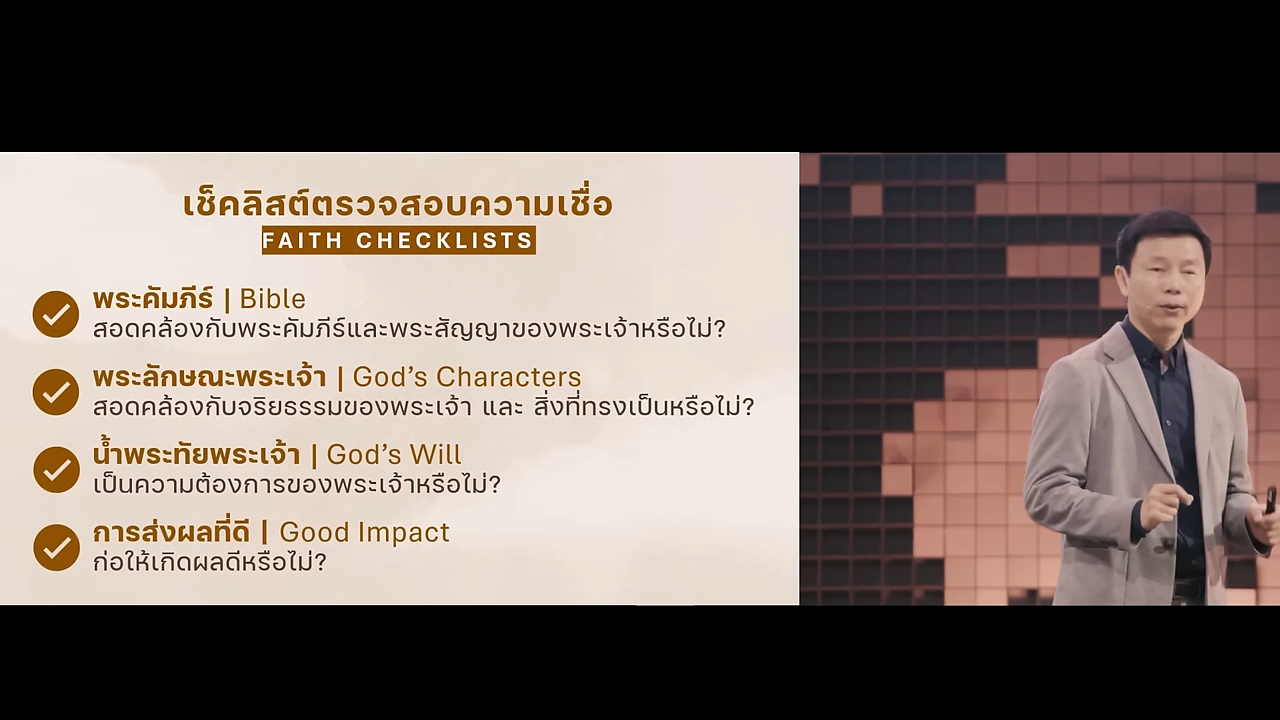 เช็คลิสต์ตรวจสอบความเชื่อ
FAITH CHECKLISTS
พระคัมภีร์ | Bible
สอดคล้องกับพระคัมภีร์และพระสัญญาของพระเจ้าหรือไม่?
พระลักษณะพระเจ้า | God's Characters
สอดคล้องกับจริยธรรมของพระเจ้า และ สิ่งที่ทรงเป็นหรือไม่?
น้ำพระทัยพระเจ้า | God's Will
เป็นความต้องการของพระเจ้าหรือไม่?
การส่งผลที่ดี | Good Impact
ก่อให้เกิดผลดีหรือไม่?